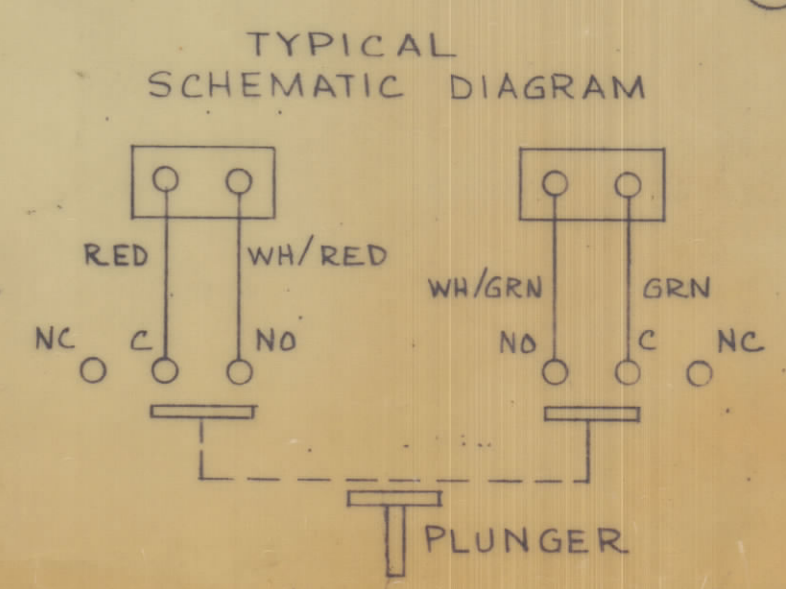 TYPICAL
SCHEMATIC DIAGRAM
RED WH/RED
WH/GRN GRN
NC C NO NO C NC
PLUNGER